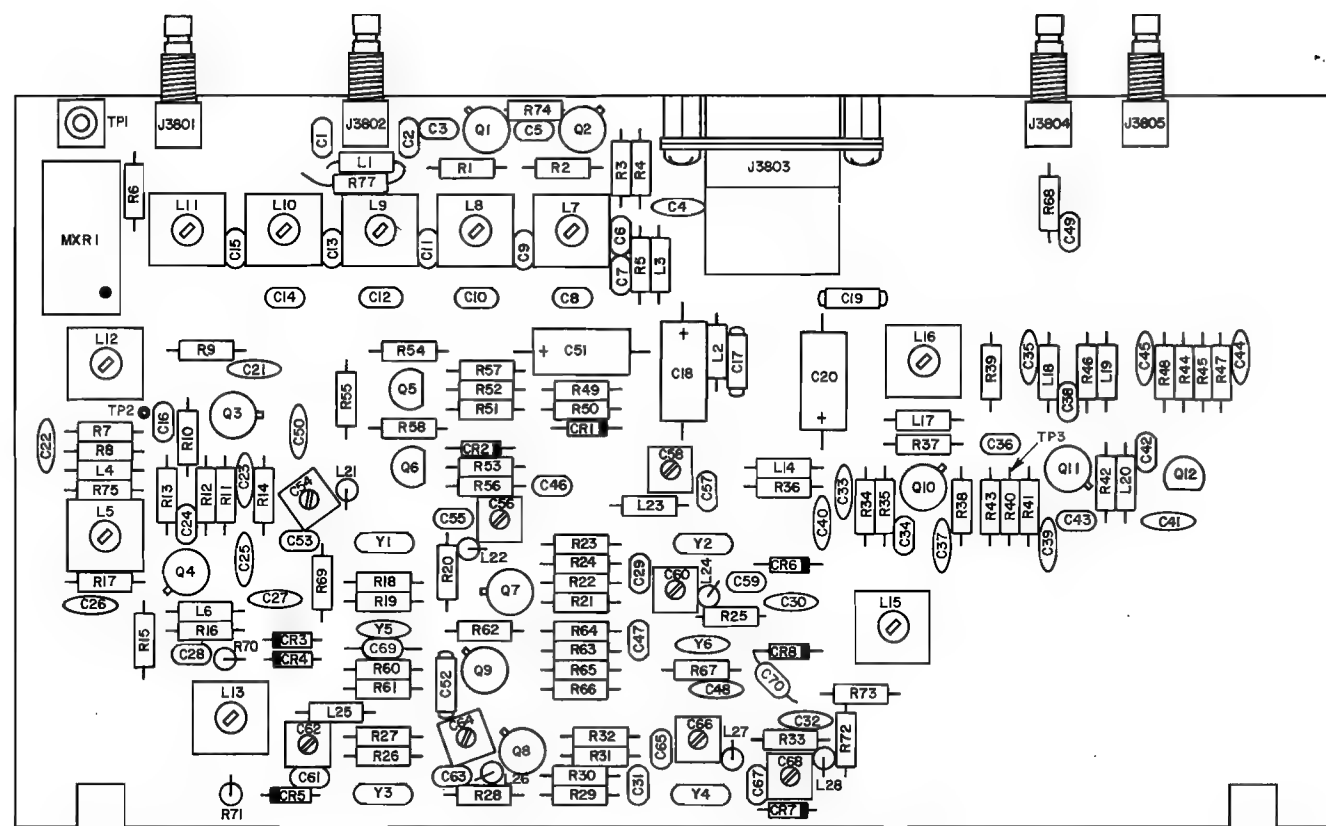 R74
TP1 J3801 J3802 C1 C2 C3 Q1 C5 Q2 J3804 J3805
L1 R77 R1 R2 R3 R4 J3803
MXR1 R6 L11 L10 L9 L8 L7 C4 R68 C49
C15 C13 C11 C9 C6 C7 R5 L3
C14 C12 C10 C8 C19
L12 R9 C21 R54 + C51 + C18 L2 C17 C20 + L16 R39 C35 L18 R46 L19 C45 R48 R44 R45 R47 C44
R55 Q5 R57 R52 R51 R49 R50 CR1 C38
TP2 C16 R10 Q3 C50 R58 L17 R37 C36 TP3
C22 R7 R8 L4 R75 Q6 CR2 R53 R56 C46 C58 C57 L14 R36 Q11 C42 Q12
R13 C24 R12 R11 C23 R14 C54 L21 C55 C56 L23 C33 C40 R34 R35 Q10 C34 C37 R38 R43 R40 R41 C39 R42 L20 C43 C41
L5 C53 Y1 R20 L22 R23 Y2
R17 Q4 C25 R69 R18 Q7 R24 C29 C60 L24 C59 CR6
C26 C27 R19 R22 R21 R25 C30 L15
R15 L6 R16 Y5 R62 R64 C47 Y6
C28 R70 CR3 CR4 C69 R63 CR8
R60 R61 C52 Q9 R65 R66 R67 C48 C70 R73
L13 L25 C62 R27 R26 C64 Q8 R32 R31 C65 C66 L27 C32 R33 R72
C61 C63 L26 R30 C67 C68 L28
R71 CR5 Y3 R28 R29 C31 Y4 CR7